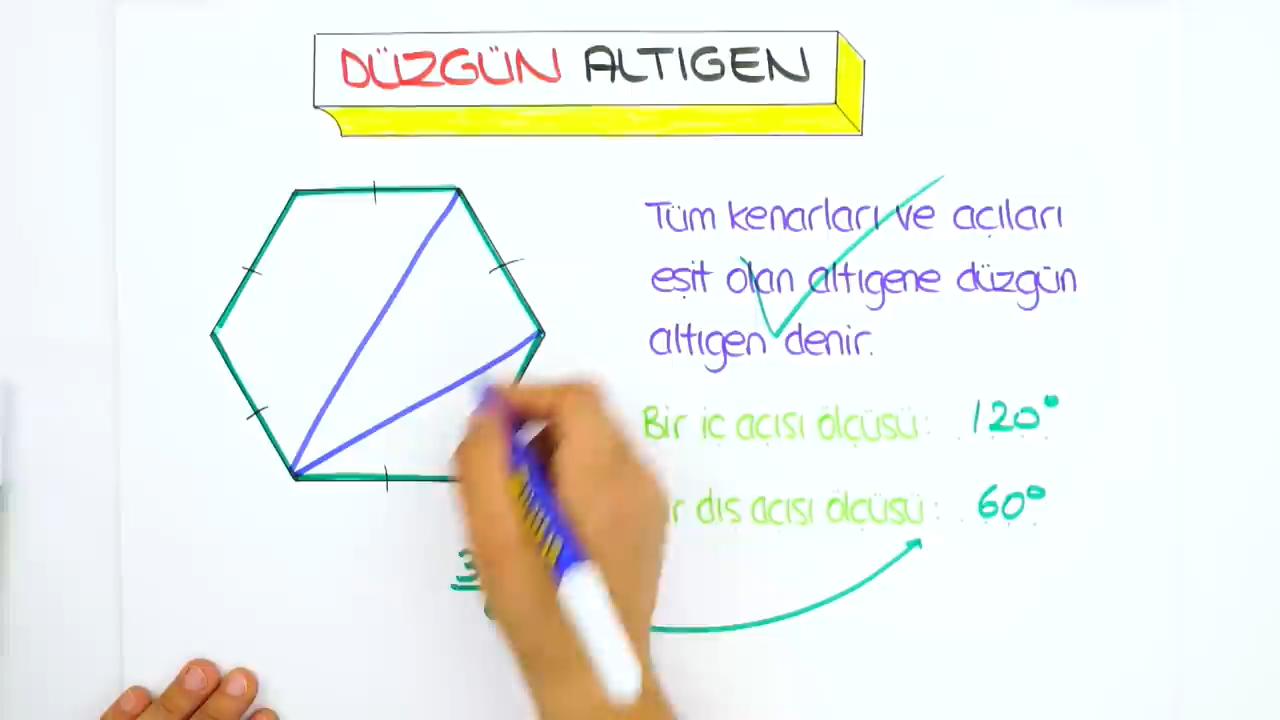 DÜZGÜN ALTIGEN
Tüm kenarları ve açıları
eşit olan altıgene düzgün
altıgen denir.
Bir iç açısı ölçüsü: 120°
dış açısı ölçüsü: 60°